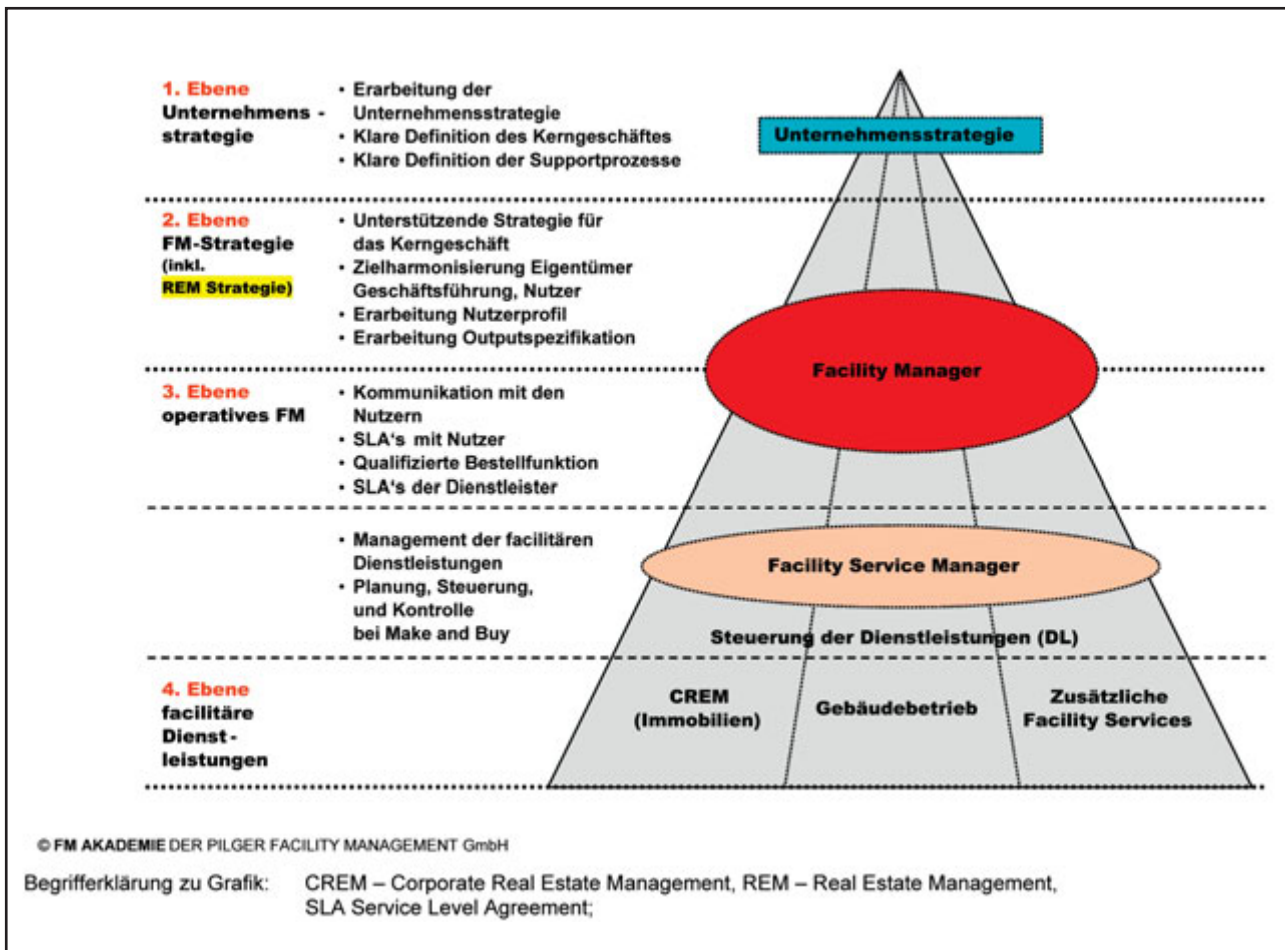 1. Ebene
Unternehmens -
strategie
• Erarbeitung der
Unternehmensstrategie
• Klare Definition des Kerngeschäftes
• Klare Definition der Supportprozesse
Unternehmensstrategie
2. Ebene
FM-Strategie
(inkl.
REM Strategie)
• Unterstützende Strategie für
das Kerngeschäft
• Zielharmonisierung Eigentümer
Geschäftsführung, Nutzer
• Erarbeitung Nutzerprofil
• Erarbeitung Outputspezifikation
Facility Manager
3. Ebene
operatives FM
• Kommunikation mit den
Nutzern
• SLA's mit Nutzer
• Qualifizierte Bestellfunktion
• SLA's der Dienstleister
• Management der facilitären
Dienstleistungen
• Planung, Steuerung,
und Kontrolle
bei Make and Buy
Facility Service Manager
Steuerung der Dienstleistungen (DL)
4. Ebene
facilitäre
Dienst -
leistungen
CREM
(Immobilien)
Gebäudebetrieb
Zusätzliche
Facility Services
© FM AKADEMIE DER PILGER FACILITY MANAGEMENT GmbH
Begrifferklärung zu Grafik: CREM – Corporate Real Estate Management, REM – Real Estate Management,
SLA Service Level Agreement;